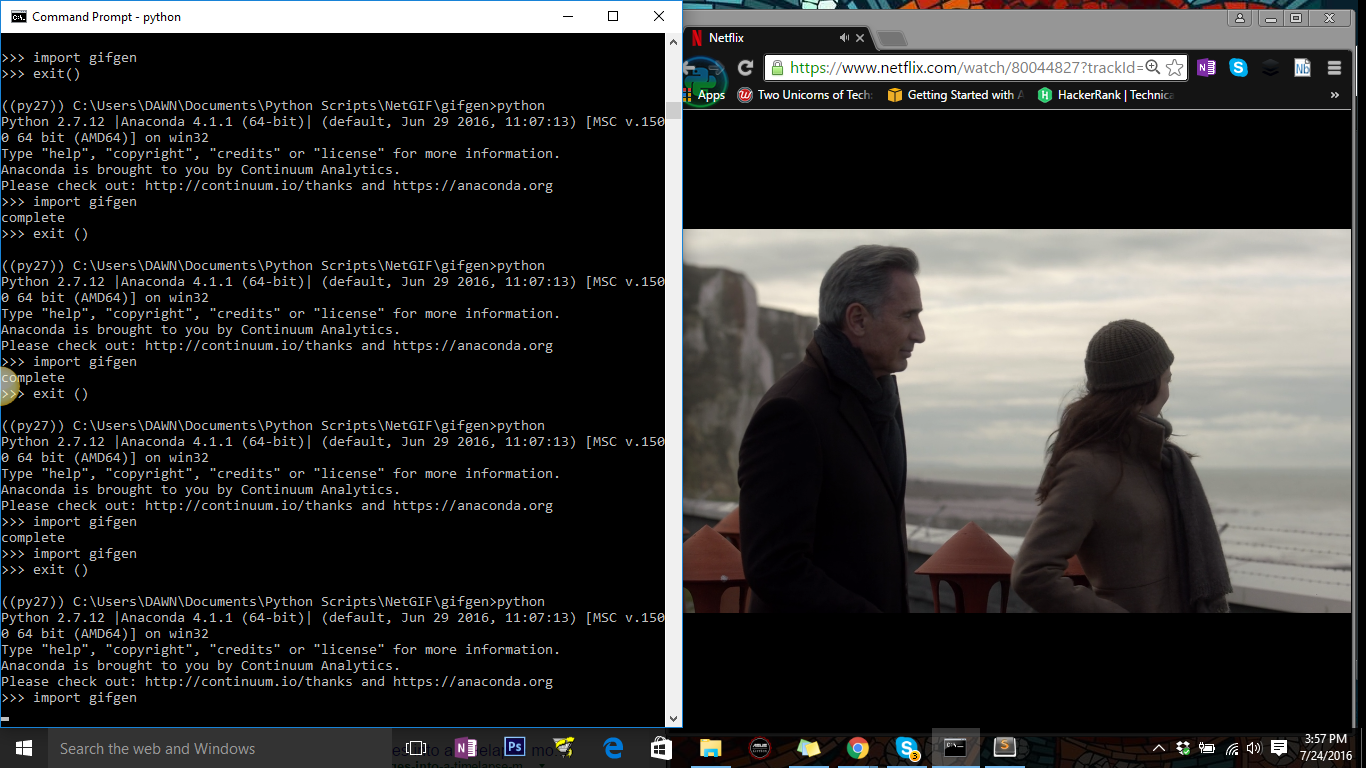 Command Prompt - python
>>> import gifgen
>>> exit()
((py27)) C:\Users\DAWN\Documents\Python Scripts\NetGIF\gifgen>python
Python 2.7.12 |Anaconda 4.1.1 (64-bit)| (default, Jun 29 2016, 11:07:13) [MSC v.150
0 64 bit (AMD64)] on win32
Type "help", "copyright", "credits" or "license" for more information.
Anaconda is brought to you by Continuum Analytics.
Please check out: http://continuum.io/thanks and https://anaconda.org
>>> import gifgen
complete
>>> exit ()
((py27)) C:\Users\DAWN\Documents\Python Scripts\NetGIF\gifgen>python
Python 2.7.12 |Anaconda 4.1.1 (64-bit)| (default, Jun 29 2016, 11:07:13) [MSC v.150
0 64 bit (AMD64)] on win32
Type "help", "copyright", "credits" or "license" for more information.
Anaconda is brought to you by Continuum Analytics.
Please check out: http://continuum.io/thanks and https://anaconda.org
>>> import gifgen
complete
>>> exit ()
((py27)) C:\Users\DAWN\Documents\Python Scripts\NetGIF\gifgen>python
Python 2.7.12 |Anaconda 4.1.1 (64-bit)| (default, Jun 29 2016, 11:07:13) [MSC v.150
0 64 bit (AMD64)] on win32
Type "help", "copyright", "credits" or "license" for more information.
Anaconda is brought to you by Continuum Analytics.
Please check out: http://continuum.io/thanks and https://anaconda.org
>>> import gifgen
complete
>>> import gifgen
>>> exit ()
((py27)) C:\Users\DAWN\Documents\Python Scripts\NetGIF\gifgen>python
Python 2.7.12 |Anaconda 4.1.1 (64-bit)| (default, Jun 29 2016, 11:07:13) [MSC v.150
0 64 bit (AMD64)] on win32
Type "help", "copyright", "credits" or "license" for more information.
Anaconda is brought to you by Continuum Analytics.
Please check out: http://continuum.io/thanks and https://anaconda.org
>>> import gifgen
Netflix
https://www.netflix.com/watch/80044827?trackId=
Apps Two Unicorns of Tech Getting Started with HackerRank | Technica
Search the web and Windows
3:57 PM
7/24/2016